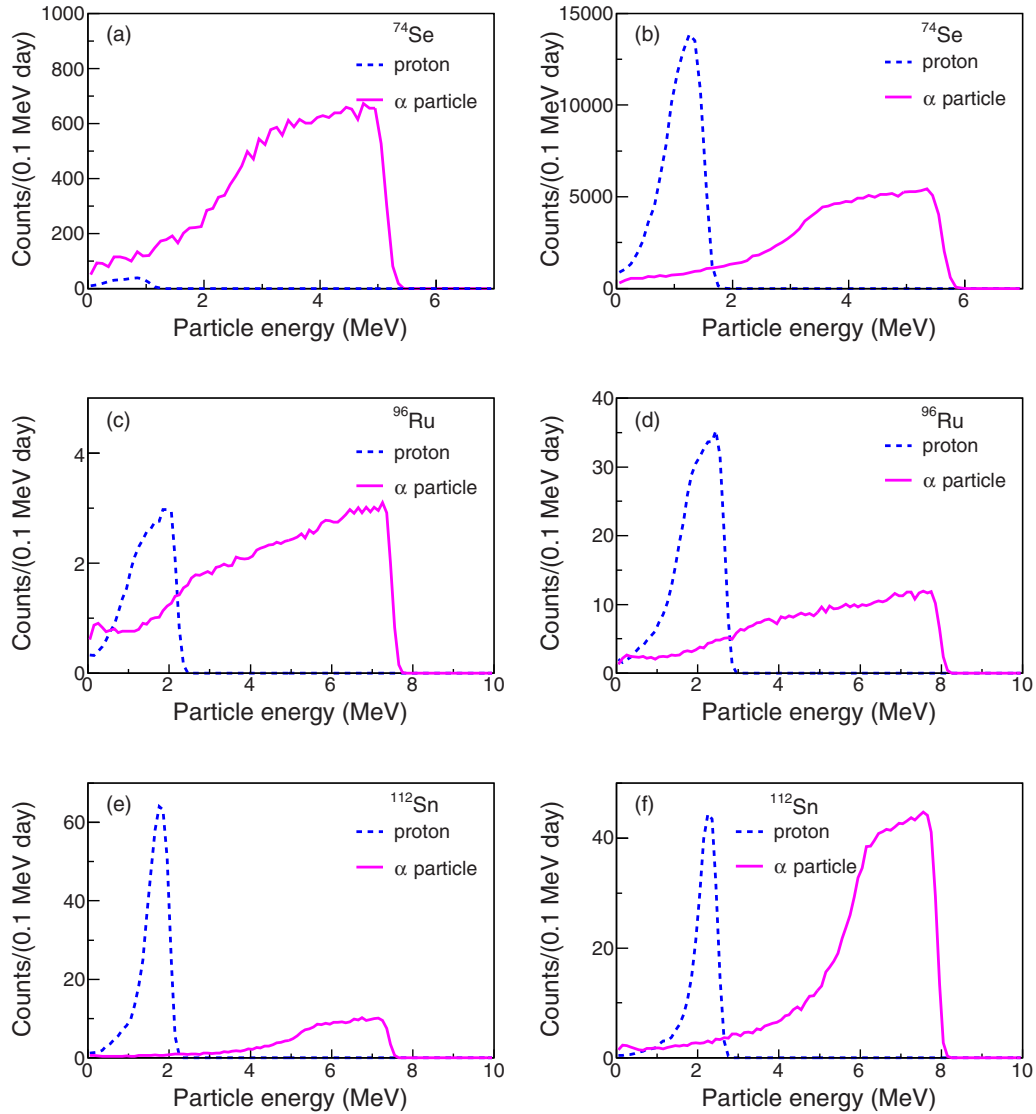 (a) ⁷⁴Se
proton
α particle
1000
800
600
400
200
0
0 2 4 6
Counts/(0.1 MeV day)
Particle energy (MeV)
(b) ⁷⁴Se
proton
α particle
15000
10000
5000
0
0 2 4 6
Counts/(0.1 MeV day)
Particle energy (MeV)
(c) ⁹⁶Ru
proton
α particle
4
2
0
0 2 4 6 8 10
Counts/(0.1 MeV day)
Particle energy (MeV)
(d) ⁹⁶Ru
proton
α particle
40
30
20
10
0
0 2 4 6 8 10
Counts/(0.1 MeV day)
Particle energy (MeV)
(e) ¹¹²Sn
proton
α particle
60
40
20
0
0 2 4 6 8 10
Counts/(0.1 MeV day)
Particle energy (MeV)
(f) ¹¹²Sn
proton
α particle
40
20
0
0 2 4 6 8 10
Counts/(0.1 MeV day)
Particle energy (MeV)